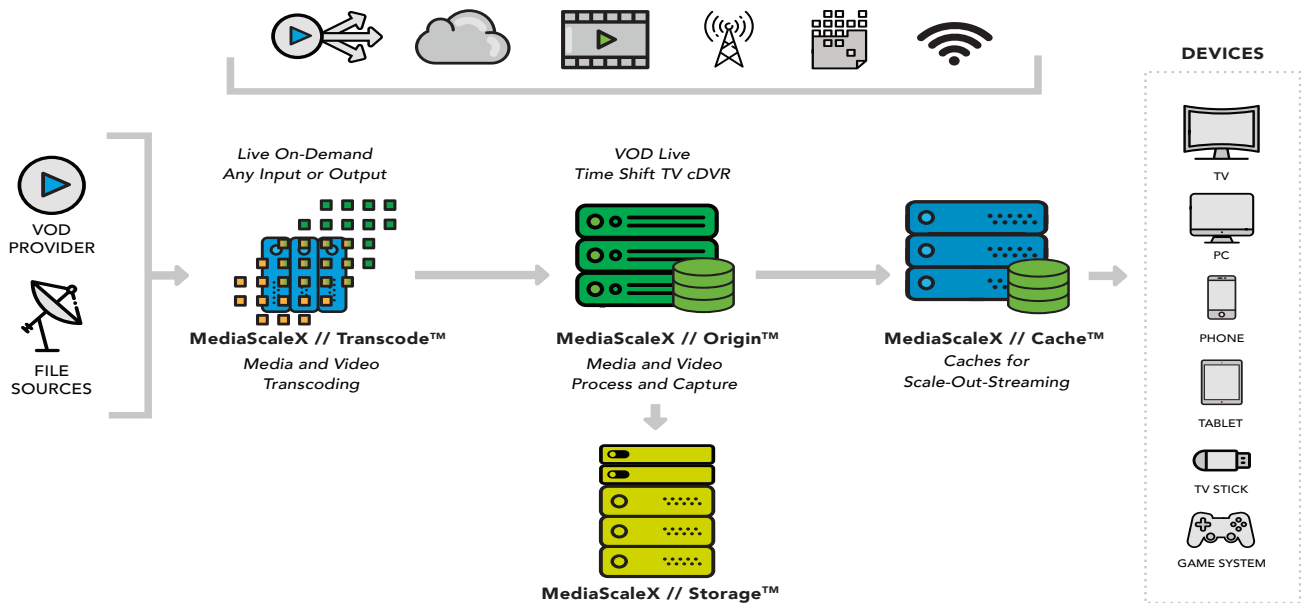 DEVICES
VOD
PROVIDER
FILE
SOURCES
Live On-Demand
Any Input or Output
MediaScaleX // Transcode™
Media and Video
Transcoding
VOD Live
Time Shift TV cDVR
MediaScaleX // Origin™
Media and Video
Process and Capture
MediaScaleX // Cache™
Caches for
Scale-Out-Streaming
MediaScaleX // Storage™
TV
PC
PHONE
TABLET
TV STICK
GAME SYSTEM